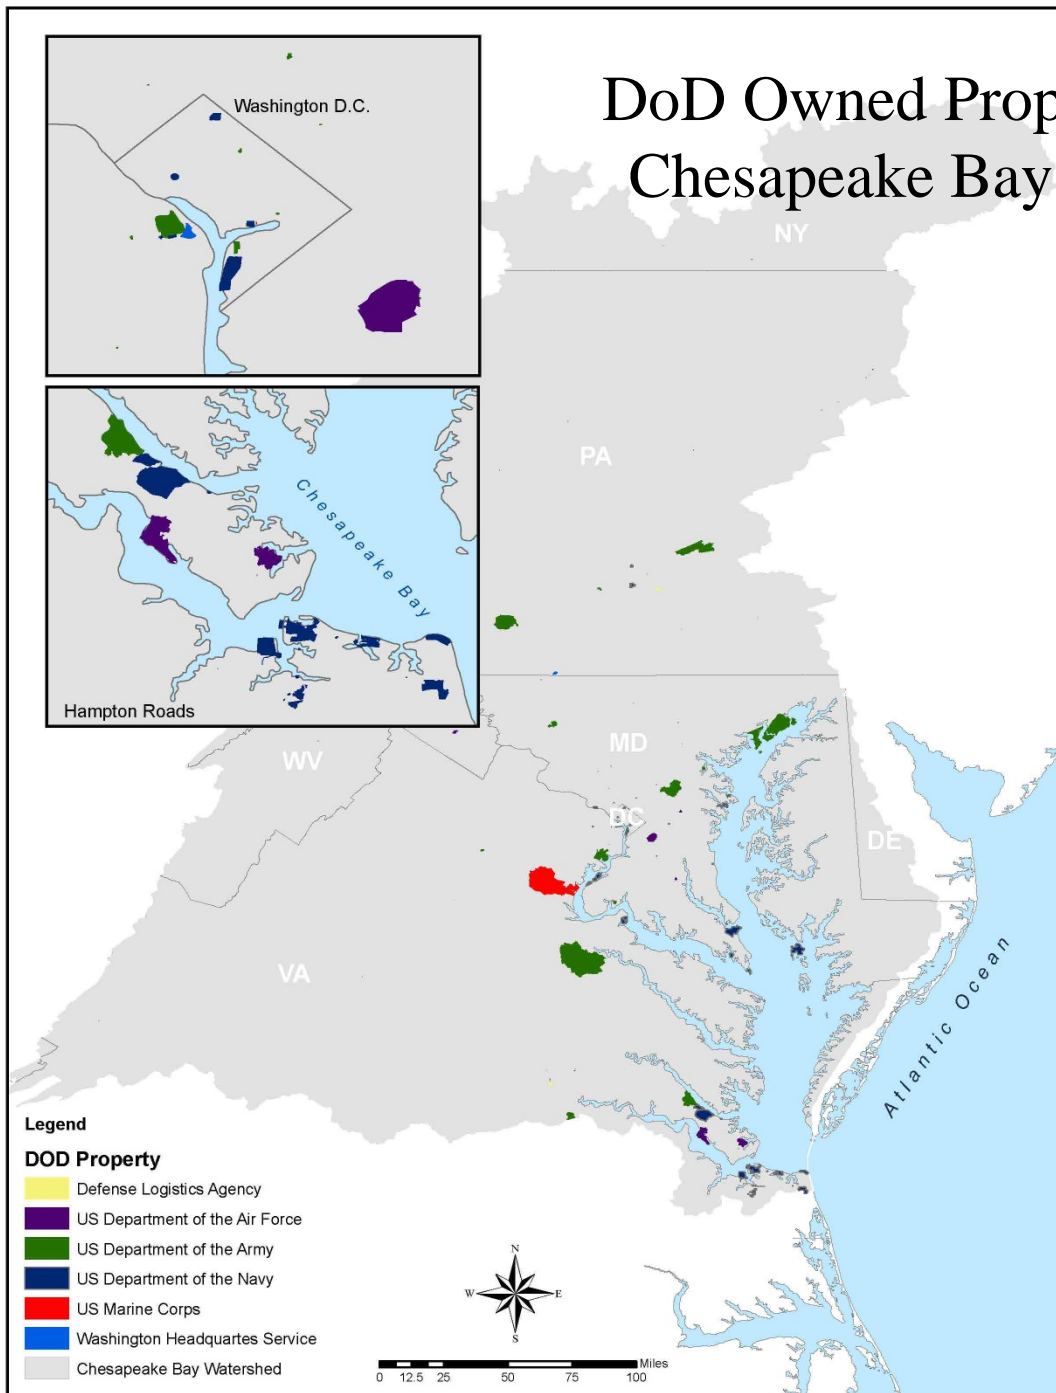 DoD Owned Prop
Chesapeake Bay
Washington D.C.
Chesapeake Bay
Hampton Roads
NY
PA
WV
MD
DC
DE
VA
Atlantic Ocean
Legend
DOD Property
Defense Logistics Agency
US Department of the Air Force
US Department of the Army
US Department of the Navy
US Marine Corps
Washington Headquartes Service
Chesapeake Bay Watershed
N
W E
S
Miles
0 12.5 25 50 75 100